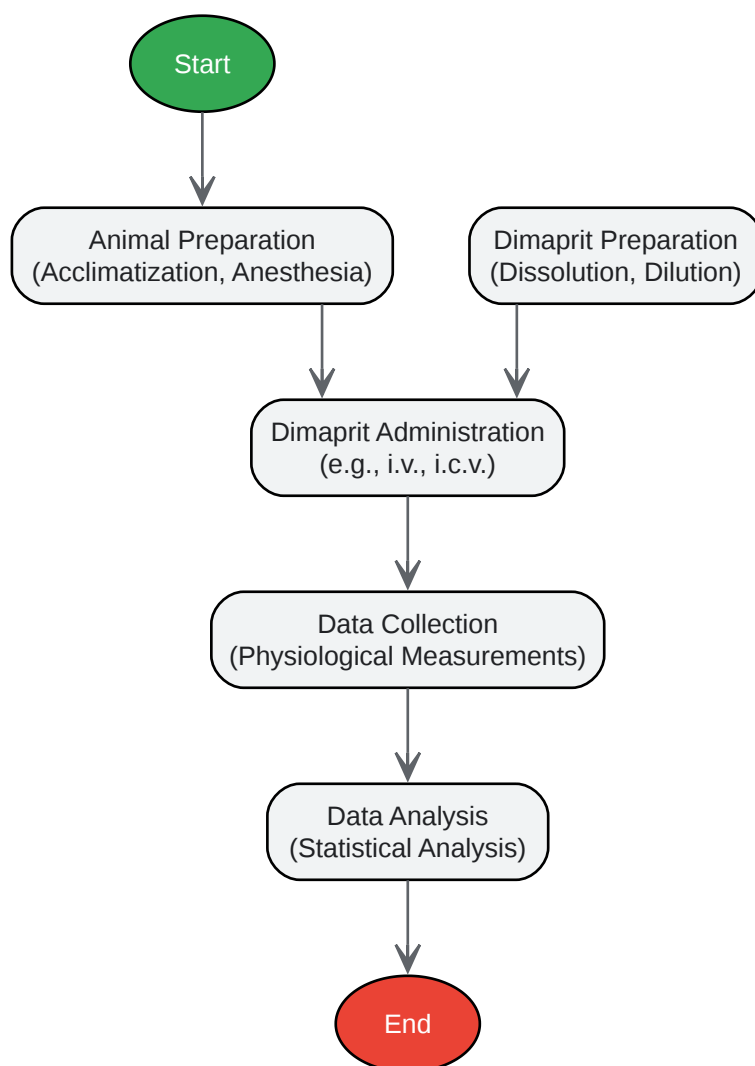 Start
Animal Preparation
(Acclimatization, Anesthesia)
Dimaprit Preparation
(Dissolution, Dilution)
Dimaprit Administration
(e.g., i.v., i.c.v.)
Data Collection
(Physiological Measurements)
Data Analysis
(Statistical Analysis)
End